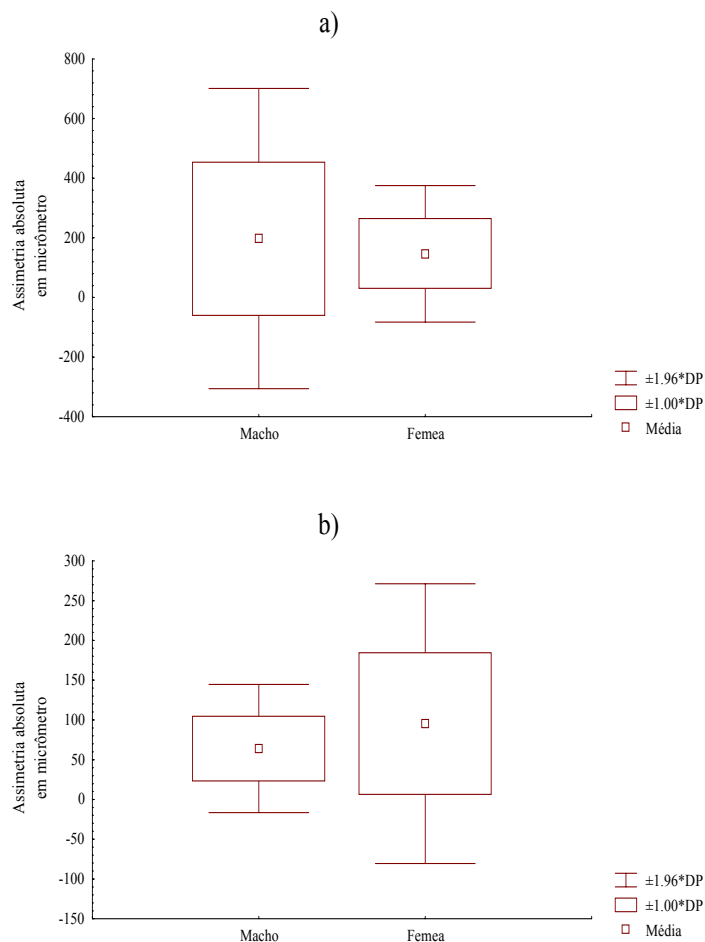 a)
Assimetria absoluta
em micrômetro
800
600
400
200
0
-200
-400
Macho
Femea
±1.96*DP
±1.00*DP
Média
b)
Assimetria absoluta
em micrômetro
300
250
200
150
100
50
0
-50
-100
-150
Macho
Femea
±1.96*DP
±1.00*DP
Média